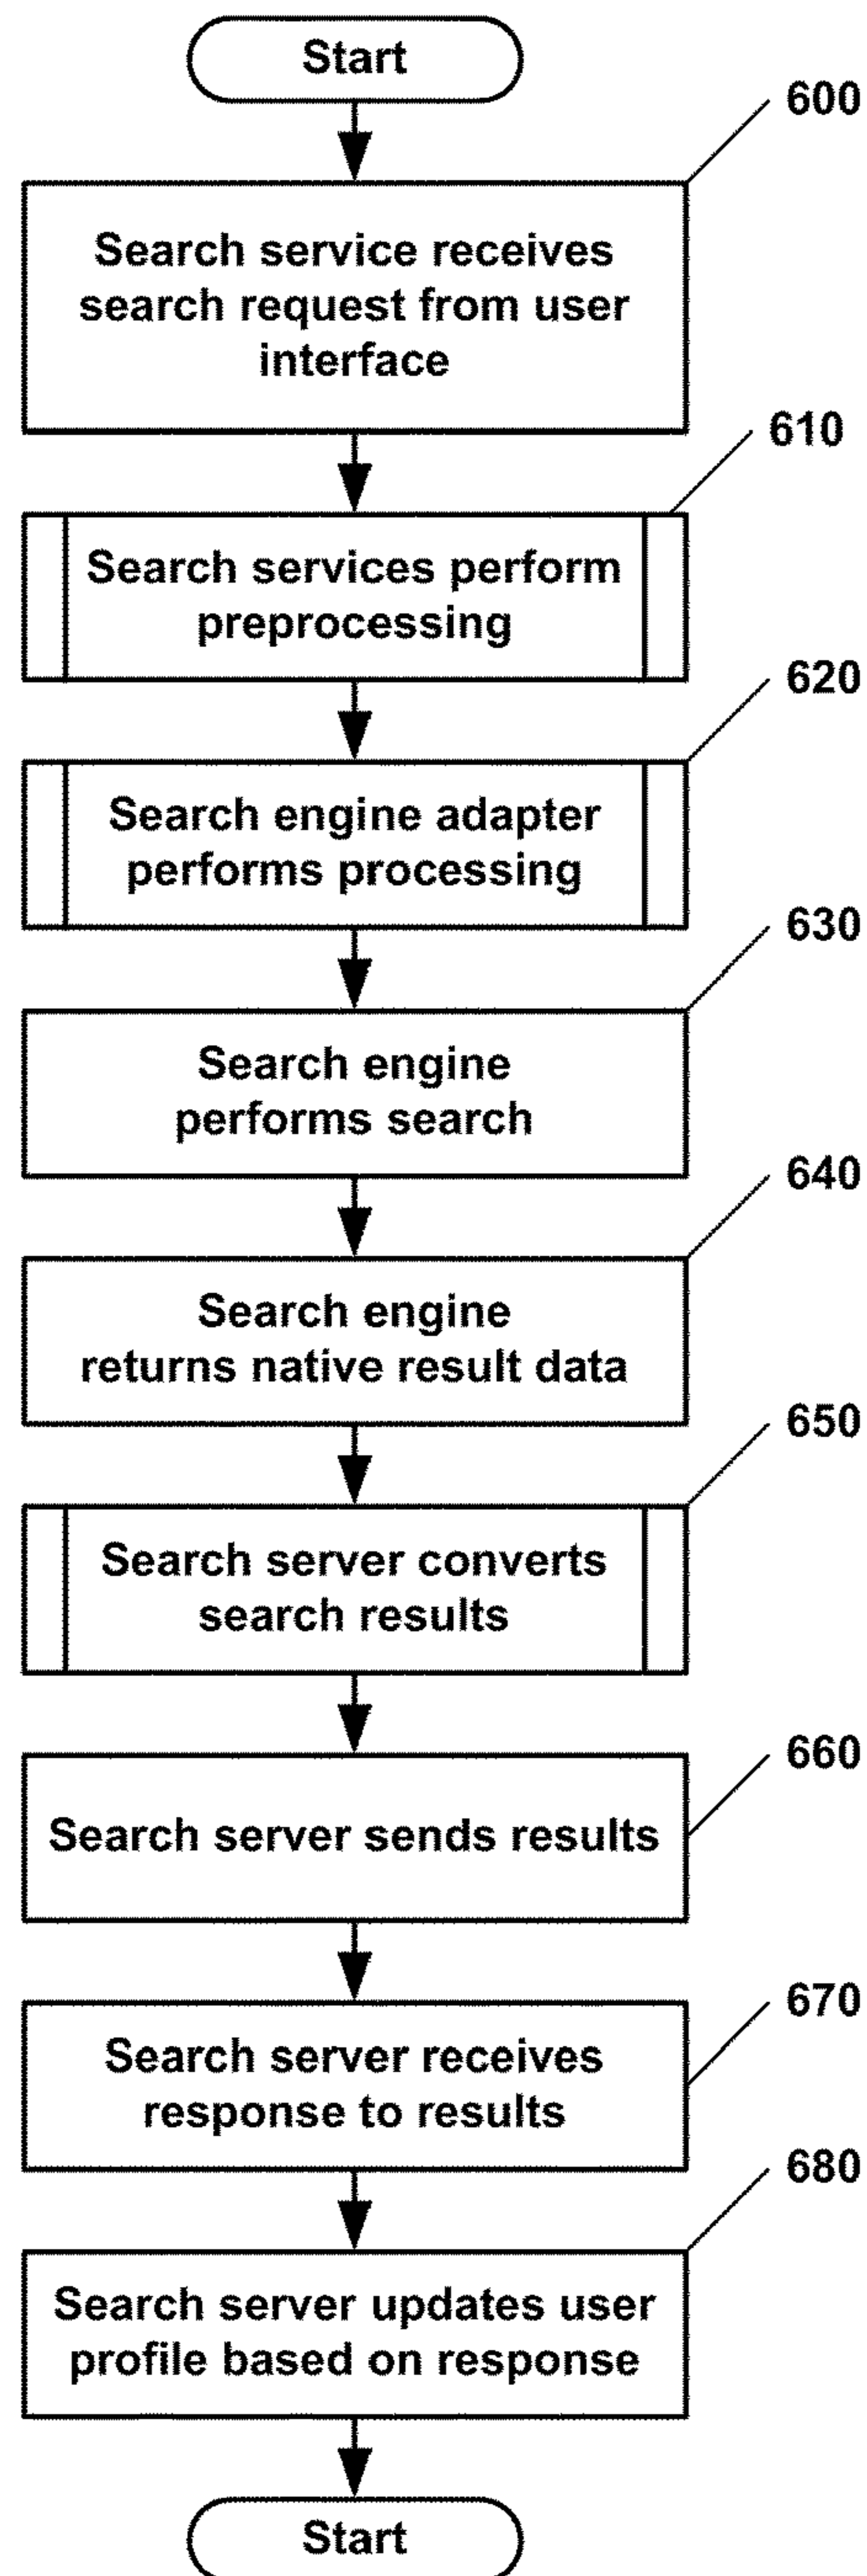 Start
600
Search service receives
search request from user
interface
610
Search services perform
preprocessing
620
Search engine adapter
performs processing
630
Search engine
performs search
640
Search engine
returns native result data
650
Search server converts
search results
660
Search server sends results
670
Search server receives
response to results
680
Search server updates user
profile based on response
Start